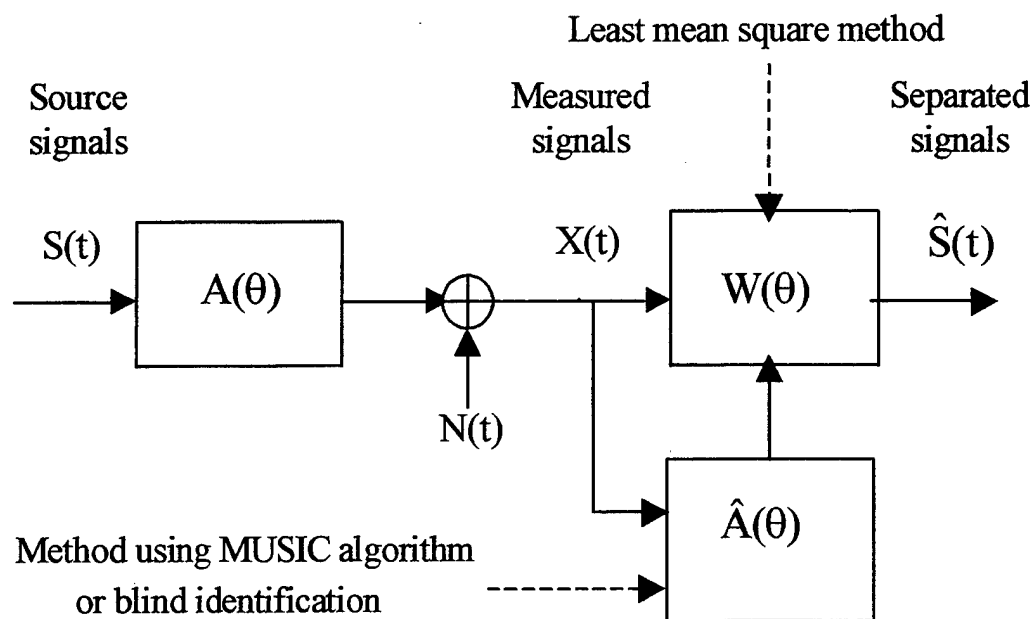 Least mean square method
Source
signals
Measured
signals
Separated
signals
S(t)
A(θ)
X(t)
W(θ)
Ŝ(t)
N(t)
Â(θ)
Method using MUSIC algorithm
or blind identification